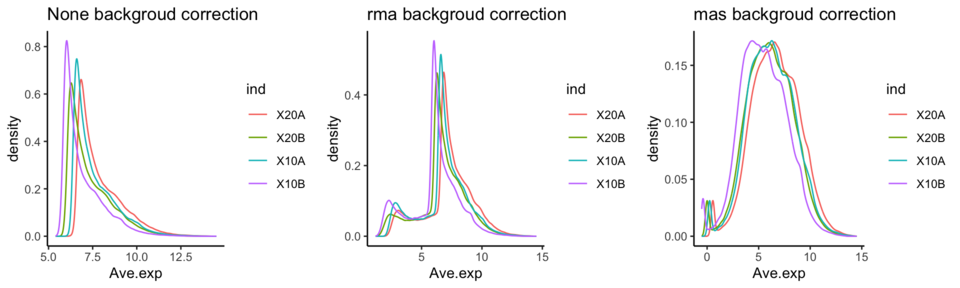 None backgroud correction
density
0.8
0.6
0.4
0.2
0.0
5.0
7.5
10.0
12.5
Ave.exp
ind
X20A
X20B
X10A
X10B
rma backgroud correction
density
0.4
0.2
0.0
5
10
15
Ave.exp
ind
X20A
X20B
X10A
X10B
mas backgroud correction
density
0.15
0.10
0.05
0.00
0
5
10
15
Ave.exp
ind
X20A
X20B
X10A
X10B